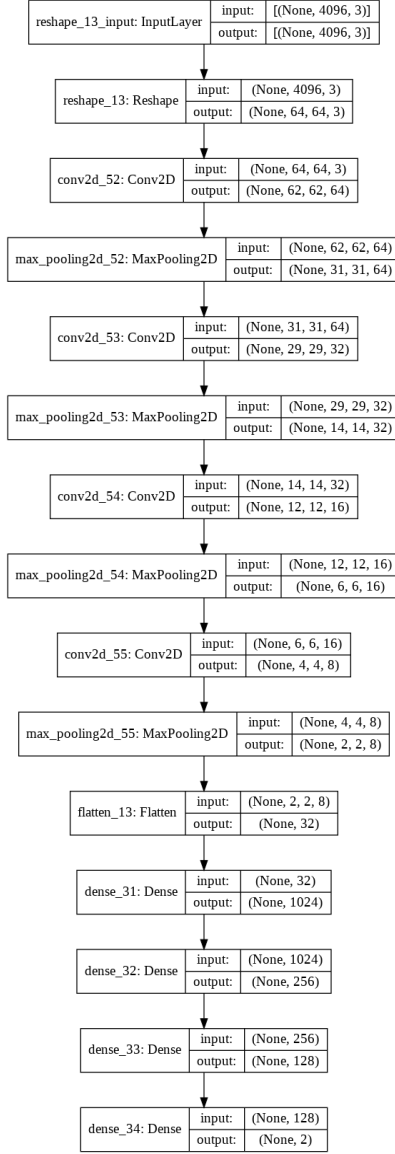 reshape_13_input: InputLayer
input: [(None, 4096, 3)]
output: [(None, 4096, 3)]
reshape_13: Reshape
input: (None, 4096, 3)
output: (None, 64, 64, 3)
conv2d_52: Conv2D
input: (None, 64, 64, 3)
output: (None, 62, 62, 64)
max_pooling2d_52: MaxPooling2D
input: (None, 62, 62, 64)
output: (None, 31, 31, 64)
conv2d_53: Conv2D
input: (None, 31, 31, 64)
output: (None, 29, 29, 32)
max_pooling2d_53: MaxPooling2D
input: (None, 29, 29, 32)
output: (None, 14, 14, 32)
conv2d_54: Conv2D
input: (None, 14, 14, 32)
output: (None, 12, 12, 16)
max_pooling2d_54: MaxPooling2D
input: (None, 12, 12, 16)
output: (None, 6, 6, 16)
conv2d_55: Conv2D
input: (None, 6, 6, 16)
output: (None, 4, 4, 8)
max_pooling2d_55: MaxPooling2D
input: (None, 4, 4, 8)
output: (None, 2, 2, 8)
flatten_13: Flatten
input: (None, 2, 2, 8)
output: (None, 32)
dense_31: Dense
input: (None, 32)
output: (None, 1024)
dense_32: Dense
input: (None, 1024)
output: (None, 256)
dense_33: Dense
input: (None, 256)
output: (None, 128)
dense_34: Dense
input: (None, 128)
output: (None, 2)